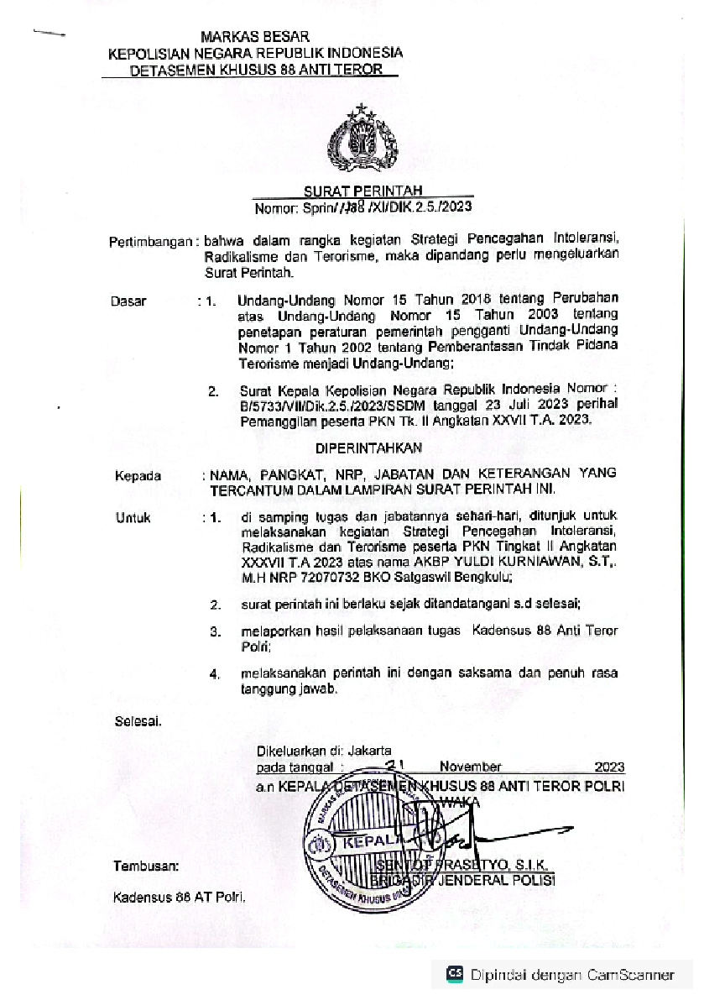 MARKAS BESAR
KEPOLISIAN NEGARA REPUBLIK INDONESIA
DETASEMEN KHUSUS 88 ANTI TEROR
SURAT PERINTAH
Nomor: Sprin/ /XI/DIK.2.5./2023
Pertimbangan : bahwa dalam rangka kegiatan Strategi Pencegahan Intoleransi,
Radikalisme dan Terorisme, maka dipandang perlu mengeluarkan
Surat Perintah.
Dasar : 1. Undang-Undang Nomor 15 Tahun 2018 tentang Perubahan
atas Undang-Undang Nomor 15 Tahun 2003 tentang
penetapan peraturan pemerintah pengganti Undang-Undang
Nomor 1 Tahun 2002 tentang Pemberantasan Tindak Pidana
Terorisme menjadi Undang-Undang;
2. Surat Kepala Kepolisian Negara Republik Indonesia Nomor :
B/5733/VII/Dik.2.5./2023/SSDM tanggal 23 Juli 2023 perihal
Pemanggilan peserta PKN Tk. II Angkatan XXVII T.A. 2023.
DIPERINTAHKAN
Kepada : NAMA, PANGKAT, NRP, JABATAN DAN KETERANGAN YANG
TERCANTUM DALAM LAMPIRAN SURAT PERINTAH INI.
Untuk : 1. di samping tugas dan jabatannya sehari-hari, ditunjuk untuk
melaksanakan kegiatan Strategi Pencegahan Intoleransi,
Radikalisme dan Terorisme peserta PKN Tingkat II Angkatan
XXXVII T.A 2023 atas nama AKBP YULDI KURNIAWAN, S.T,.
M.H NRP 72070732 BKO Satgaswil Bengkulu;
2. surat perintah ini berlaku sejak ditandatangani s.d selesai;
3. melaporkan hasil pelaksanaan tugas Kadensus 88 Anti Teror
Polri;
4. melaksanakan perintah ini dengan saksama dan penuh rasa
tanggung jawab.
Selesai.
Dikeluarkan di: Jakarta
pada tanggal : 21 November 2023
a.n KEPALA DETASEMEN KHUSUS 88 ANTI TEROR POLRI
WAKA
KEPALA
DETASEMEN KHUSUS 88
SENTOT PRASETYO, S.I.K.
BRIGADIR JENDERAL POLISI
Tembusan:
Kadensus 88 AT Polri.
CS Dipindai dengan CamScanner